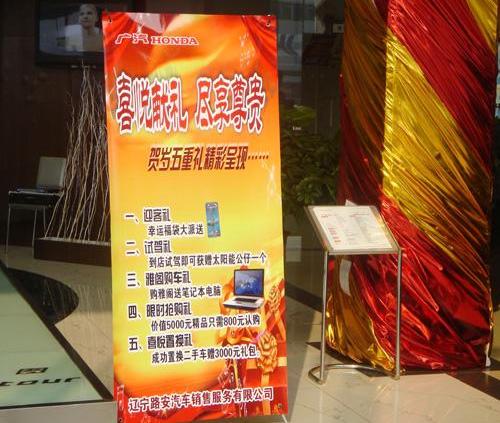 广汽 HONDA
喜悦献礼 尽享尊贵
贺岁五重礼精彩呈现……
一、迎客礼
幸运福袋大派送
二、试驾礼
到店试驾即可获赠太阳能公仔一个
三、雅阁购车礼
购雅阁送笔记本电脑
四、限时抢购礼
价值5000元精品只需800元认购
五、喜悦置换礼
成功置换二手车赠3000元礼包
辽宁路安汽车销售服务有限公司
tour